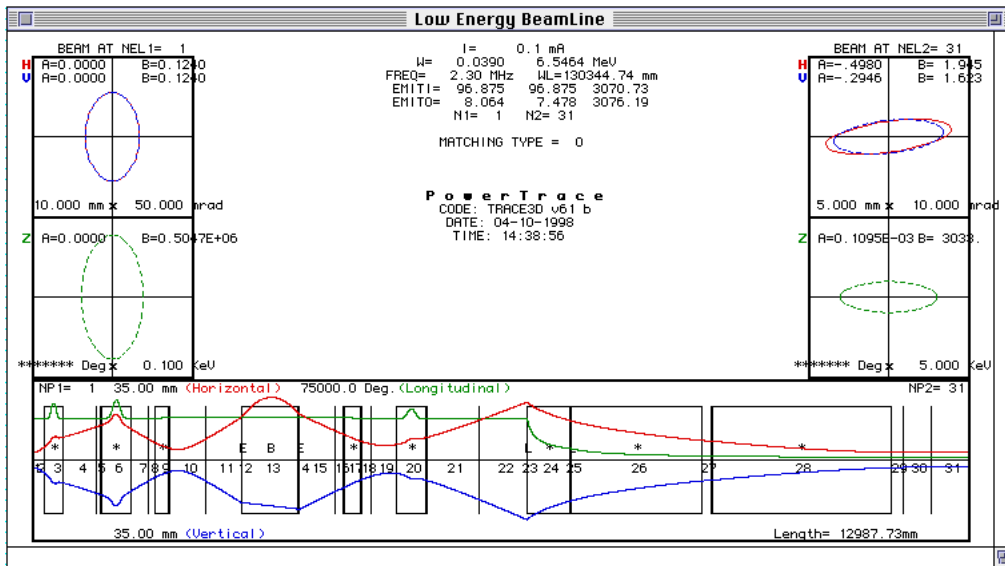 Low Energy BeamLine
BEAM AT NEL1= 1
H A=0.0000 B=0.1240
V A=0.0000 B=0.1240
10.000 mm x 50.000 mrad
Z A=0.0000 B=0.5047E+06
******* Deg x 0.100 KeV
I= 0.1 mA
W= 0.0390 6.5464 MeV
FREQ= 2.30 MHz WL=130344.74 mm
EMITI= 96.875 96.875 3070.73
EMITO= 8.064 7.478 3076.19
N1= 1 N2= 31
MATCHING TYPE = 0
PowerTrace
CODE: TRACE3D v61 b
DATE: 04-10-1998
TIME: 14:38:56
BEAM AT NEL2= 31
H A=-.4980 B= 1.945
V A=-.2946 B= 1.623
5.000 mm x 10.000 mrad
Z A=0.1095E-03 B= 3033.
******* Deg x 5.000 KeV
NP1= 1 35.00 mm (Horizontal) 75000.0 Deg. (Longitudinal) NP2= 31
* * * E B E * * L * * *
3 4 5 6 7 8 9 10 11 12 13 14 15 16 17 18 19 20 21 22 23 24 25 26 27 28 29 30 31
35.00 mm (Vertical) Length= 12987.73mm